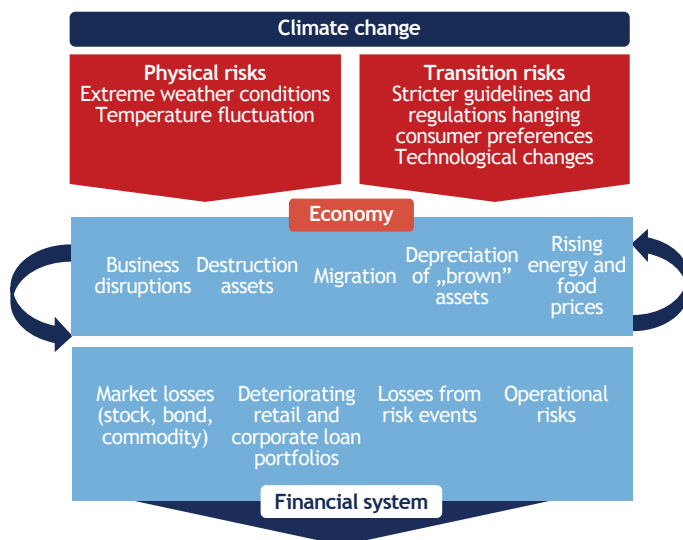 Climate change
Physical risks
Extreme weather conditions
Temperature fluctuation
Transition risks
Stricter guidelines and
regulations hanging
consumer preferences
Technological changes
Economy
Business
disruptions
Destruction
assets
Migration
Depreciation
of „brown”
assets
Rising
energy and
food
prices
Market losses
(stock, bond,
commodity)
Deteriorating
retail and
corporate loan
portfolios
Losses from
risk events
Operational
risks
Financial system